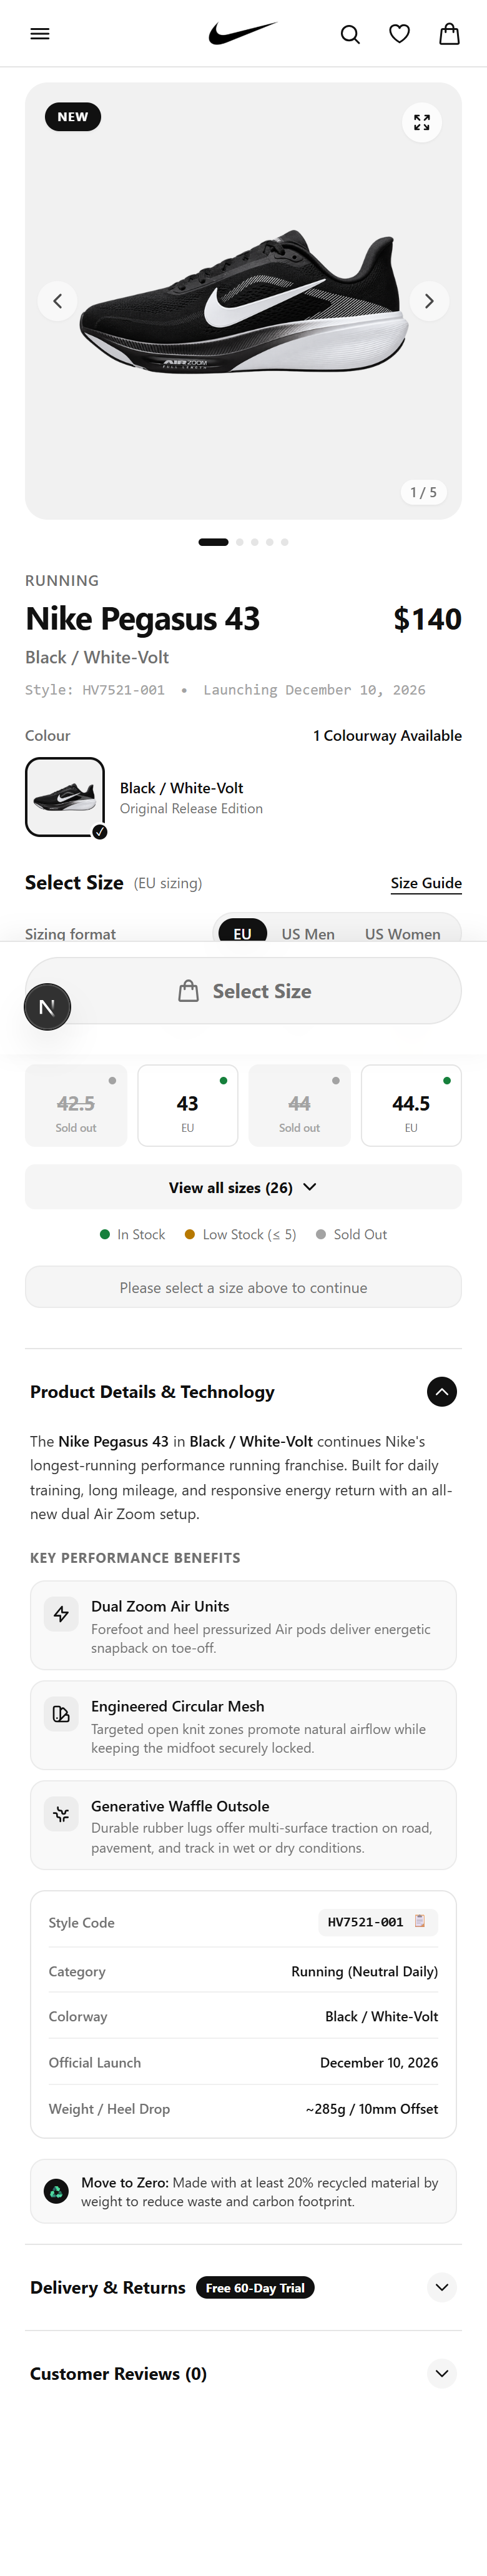 NEW
AIR ZOOM
FULL LENGTH
1 / 5
RUNNING
Nike Pegasus 43
$140
Black / White-Volt
Style: HV7521-001 • Launching December 10, 2026
Colour
1 Colourway Available
Black / White-Volt
Original Release Edition
Select Size (EU sizing)
Size Guide
Sizing format
EU
US Men
US Women
Select Size
N
42.5
Sold out
43
EU
44
Sold out
44.5
EU
View all sizes (26)
In Stock
Low Stock (≤ 5)
Sold Out
Please select a size above to continue
Product Details & Technology
The Nike Pegasus 43 in Black / White-Volt continues Nike's
longest-running performance running franchise. Built for daily
training, long mileage, and responsive energy return with an all-
new dual Air Zoom setup.
KEY PERFORMANCE BENEFITS
Dual Zoom Air Units
Forefoot and heel pressurized Air pods deliver energetic
snapback on toe-off.
Engineered Circular Mesh
Targeted open knit zones promote natural airflow while
keeping the midfoot securely locked.
Generative Waffle Outsole
Durable rubber lugs offer multi-surface traction on road,
pavement, and track in wet or dry conditions.
Style Code
HV7521-001
Category
Running (Neutral Daily)
Colorway
Black / White-Volt
Official Launch
December 10, 2026
Weight / Heel Drop
~285g / 10mm Offset
Move to Zero: Made with at least 20% recycled material by
weight to reduce waste and carbon footprint.
Delivery & Returns
Free 60-Day Trial
Customer Reviews (0)